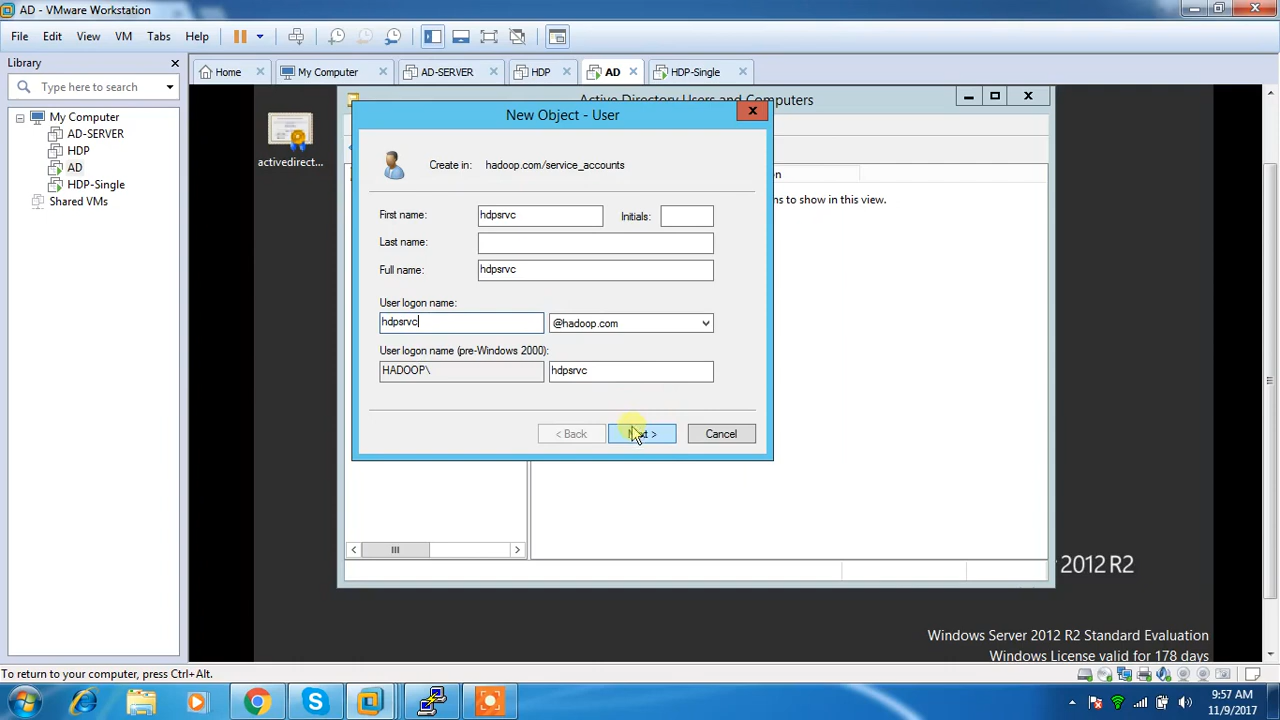 AD - VMware Workstation
File Edit View VM Tabs Help
Library
Type here to search
My Computer
AD-SERVER
HDP
AD
HDP-Single
Shared VMs
Home My Computer AD-SERVER HDP AD HDP-Single
activedirect...
Active Directory Users and Computers
New Object - User
Create in: hadoop.com/service_accounts
First name: hdpsrvc Initials:
Last name:
Full name: hdpsrvc
User logon name:
hdpsrvc @hadoop.com
User logon name (pre-Windows 2000):
HADOOP\ hdpsrvc
< Back Next > Cancel
ms to show in this view.
2012 R2
Windows Server 2012 R2 Standard Evaluation
Windows License valid for 178 days
To return to your computer, press Ctrl+Alt.
9:57 AM
11/9/2017